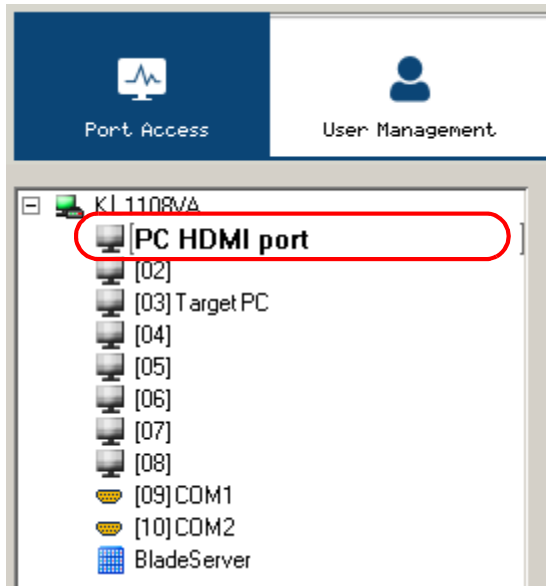 Port Access
User Management
KL1108VA
[PC HDMI port ]
[02]
[03] Target PC
[04]
[05]
[06]
[07]
[08]
[09] COM1
[10] COM2
BladeServer